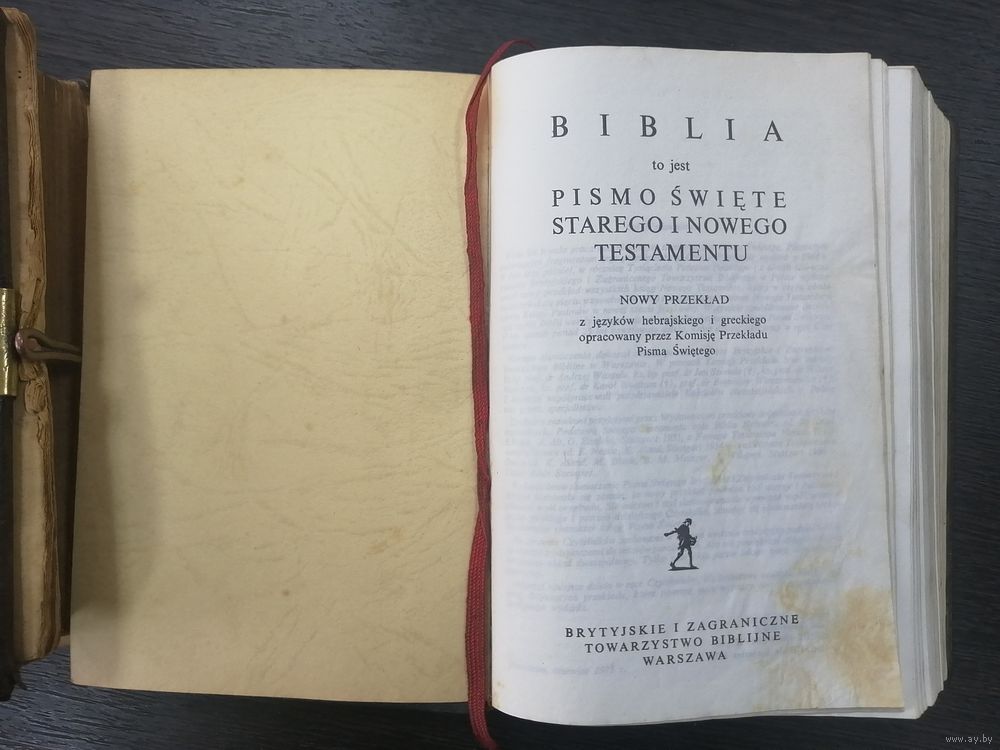 BIBLIA
to jest
PISMO ŚWIĘTE
STAREGO I NOWEGO
TESTAMENTU
NOWY PRZEKŁAD
z języków hebrajskiego i greckiego
opracowany przez Komisję Przekładu
Pisma Świętego
BRYTYJSKIE I ZAGRANICZNE
TOWARZYSTWO BIBLIJNE
WARSZAWA
www.ay.by